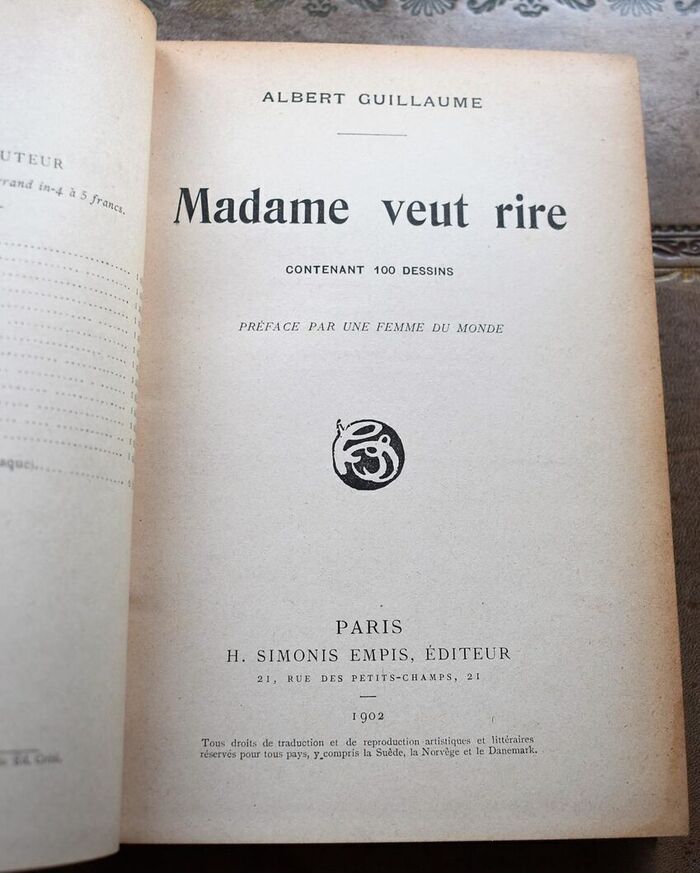 UTEUR
rand in-4 à 5 francs.
ALBERT GUILLAUME
Madame veut rire
CONTENANT 100 DESSINS
PRÉFACE PAR UNE FEMME DU MONDE
PARIS
H. SIMONIS EMPIS, ÉDITEUR
21, RUE DES PETITS-CHAMPS, 21
1902
Tous droits de traduction et de reproduction artistiques et littéraires
réservés pour tous pays, y compris la Suède, la Norvège et le Danemark.